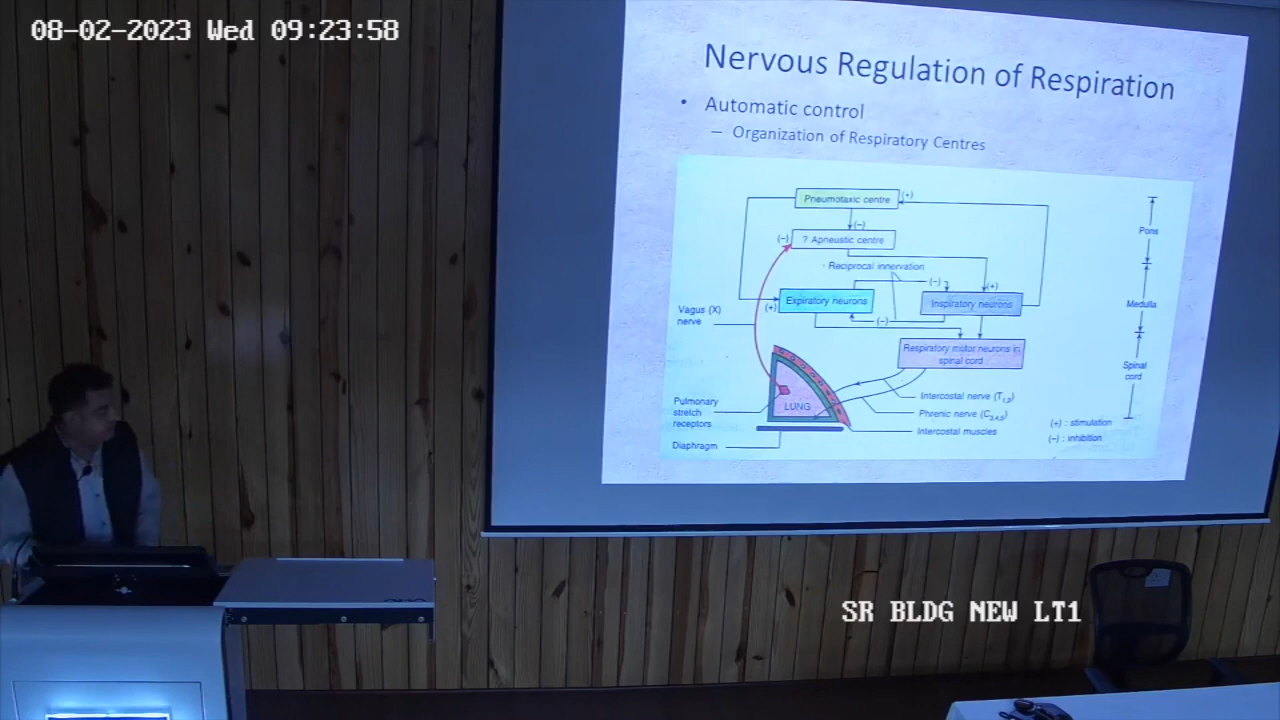 08-02-2023 Wed 09:23:58
Nervous Regulation of Respiration
• Automatic control
– Organization of Respiratory Centres
Pneumotaxic centre
(+)
(–)
(–)
? Apneustic centre
Reciprocal innervation
(–)
(+)
Expiratory neurons
Inspiratory neurons
(+)
(–)
Vagus (X)
nerve
Respiratory motor neurons in
spinal cord
Pulmonary
stretch
receptors
LUNG
Diaphragm
Intercostal nerve (T
Phrenic nerve (C3,4,5)
Intercostal muscles
Pons
Medulla
Spinal
cord
(+) : stimulation
(–) : inhibition
SR BLDG NEW LT1